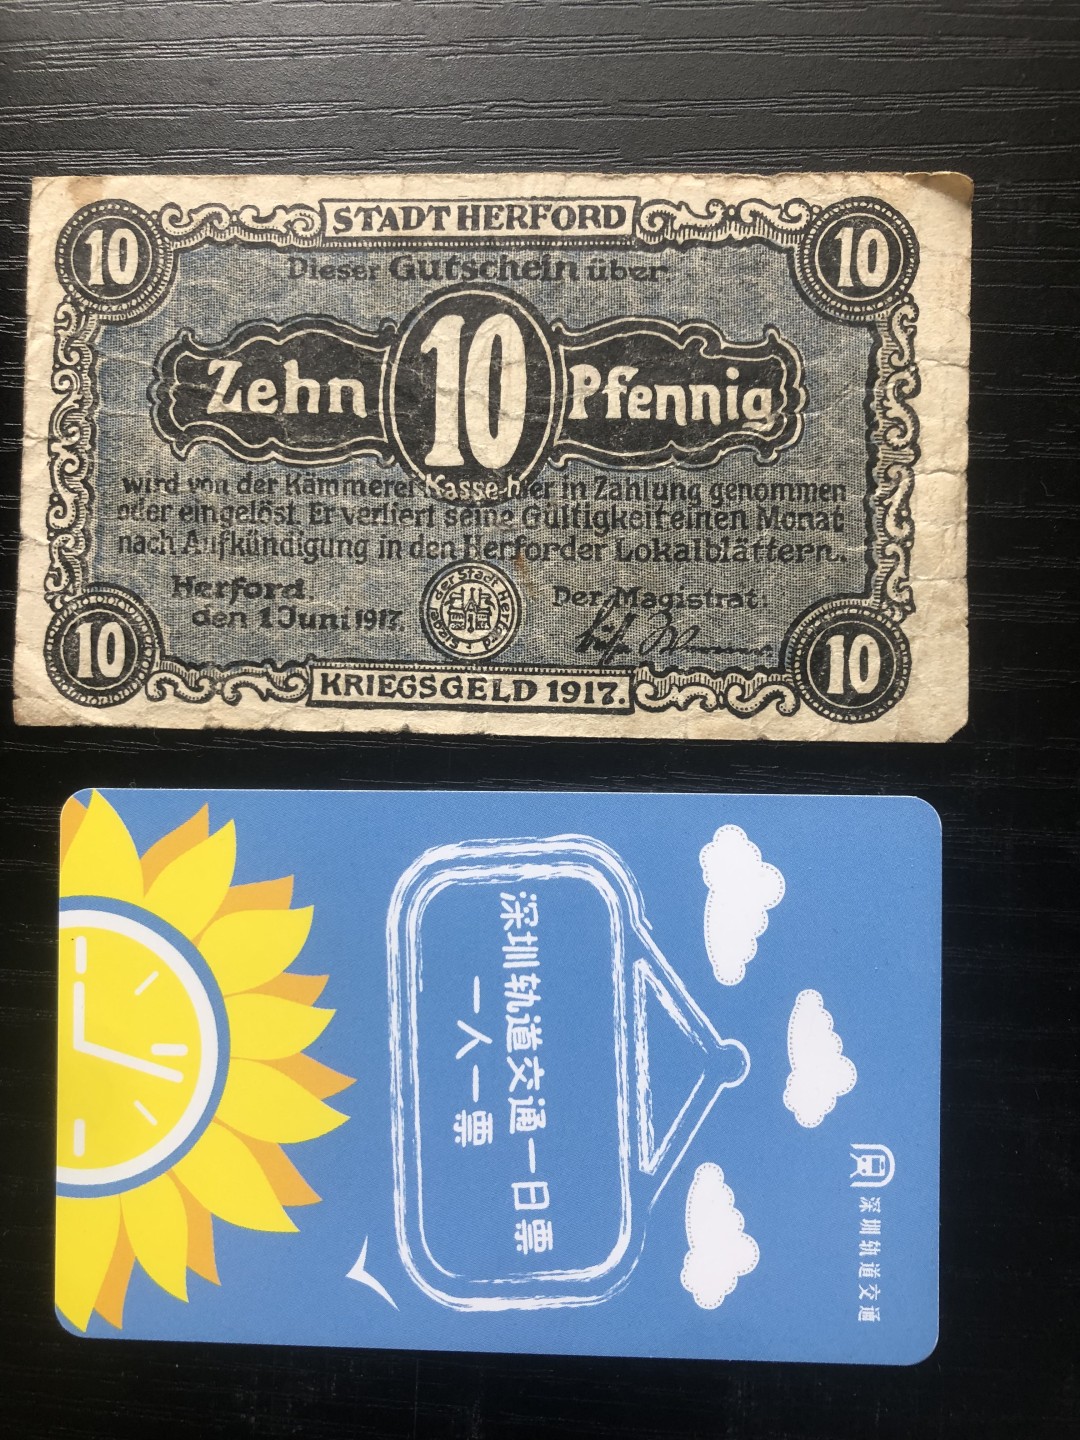 STADT HERFORD
10
10
Dieser Gutschein über
Zehn 10 Pfennig
wird von der Kämmerei Kasse hier in Zahlung genommen
oder eingelöst. Er verliert seine Gültigkeit einen Monat
nach Aufkündigung in den Herforder Lokalblättern.
Herford,
den 1 Juni 1917.
der Stadt Herford
Der Magistrat:
10
10
KRIEGSGELD 1917.
深圳轨道交通一日票
一人一票
深圳轨道交通